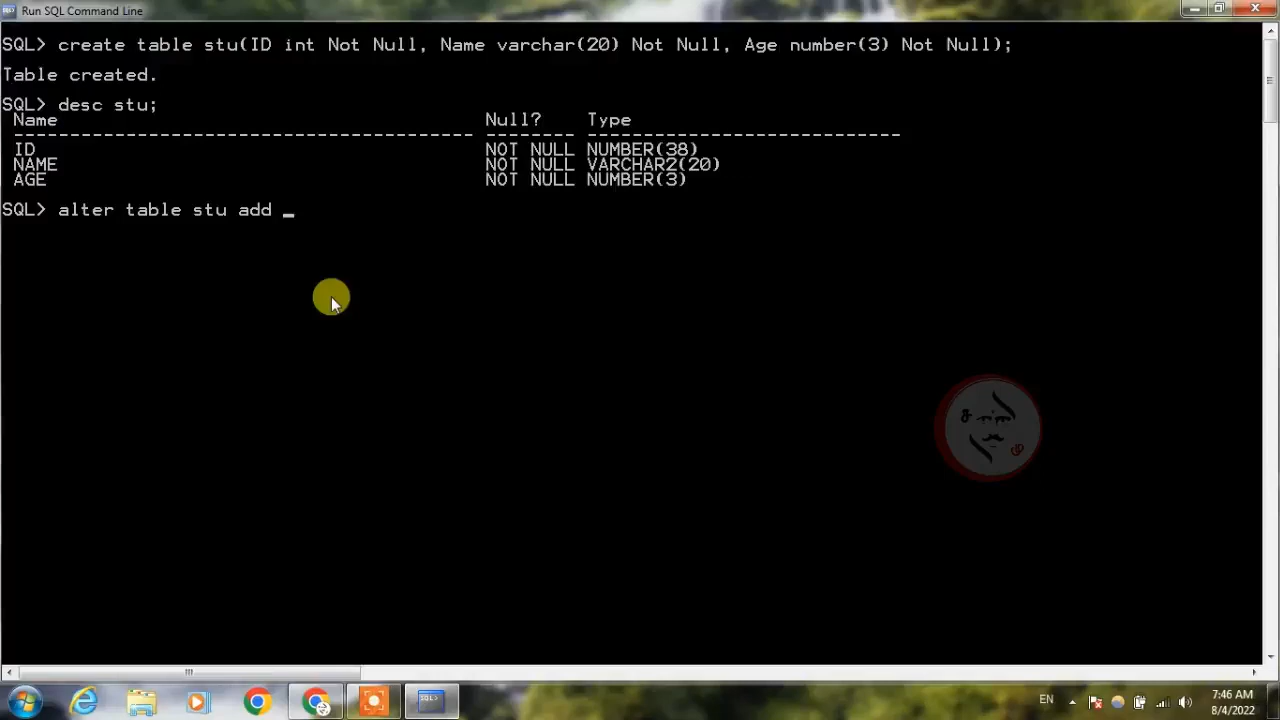 Run SQL Command Line
SQL> create table stu(ID int Not Null, Name varchar(20) Not Null, Age number(3) Not Null);
Table created.
SQL> desc stu;
Name Null? Type
----------------------------------------- -------- ----------------------------
ID NOT NULL NUMBER(38)
NAME NOT NULL VARCHAR2(20)
AGE NOT NULL NUMBER(3)
SQL> alter table stu add _
EN
7:46 AM
8/4/2022